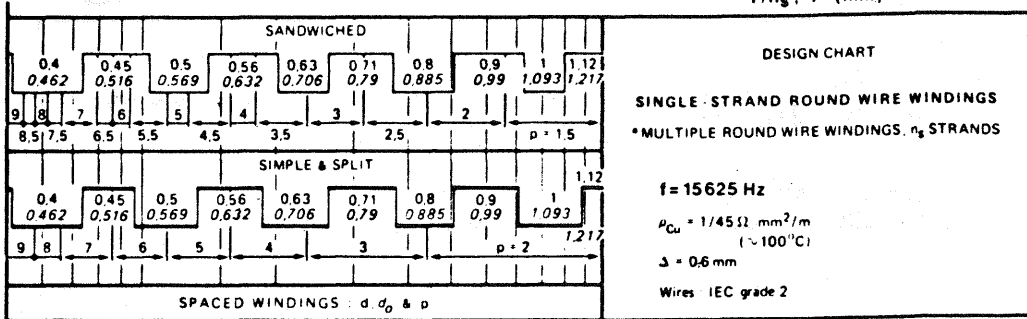 SANDWICHED
0,4 0,45 0,5 0,56 0,63 0,71 0,8 0,9 1 1,12
0.462 0.516 0.569 0.632 0.706 0.79 0.885 0.99 1.093 1.217
9 8 7 6 5 4 3 2 p = 1,5
8,5 7,5 6,5 5,5 4,5 3,5 2,5
SIMPLE & SPLIT
1,12
0,4 0,45 0,5 0,56 0,63 0,71 0,8 0,9 1
0.462 0.516 0.569 0.632 0.706 0.79 0.885 0.99 1.093
1,217
9 8 7 6 5 4 3 p = 2
SPACED WINDINGS : d, d₀ & p
DESIGN CHART
SINGLE-STRAND ROUND WIRE WINDINGS
*MULTIPLE ROUND WIRE WINDINGS, nₛ STRANDS
f = 15625 Hz
ρCu = 1/45 Ω mm²/m
(~100°C)
Δ = 0,6 mm
Wires IEC grade 2